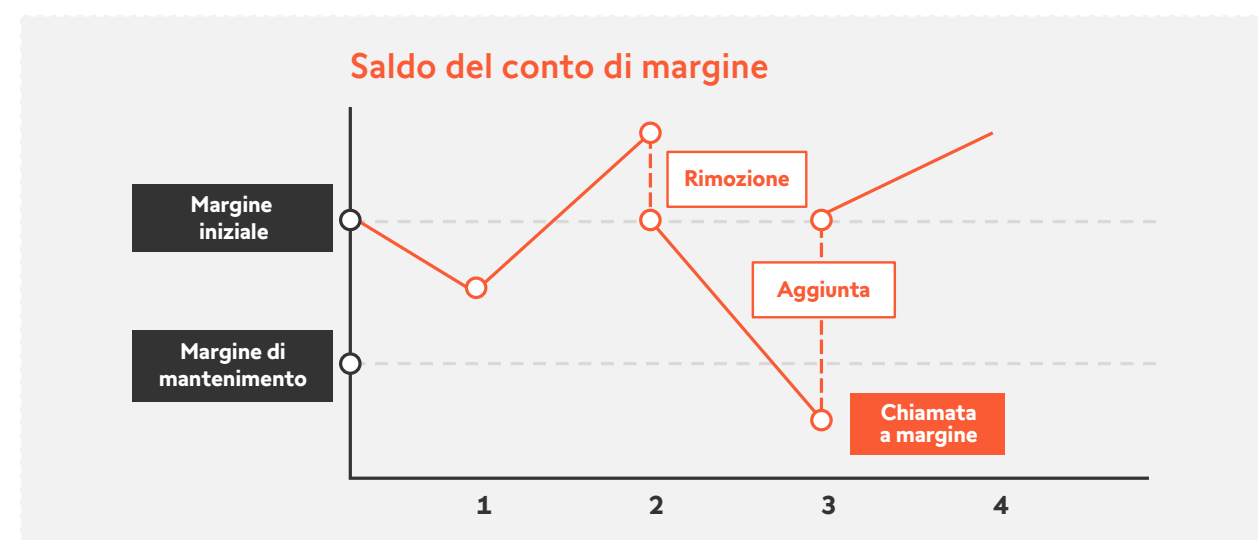 Saldo del conto di margine
Margine
iniziale
Rimozione
Aggiunta
Margine di
mantenimento
Chiamata
a margine
1 2 3 4